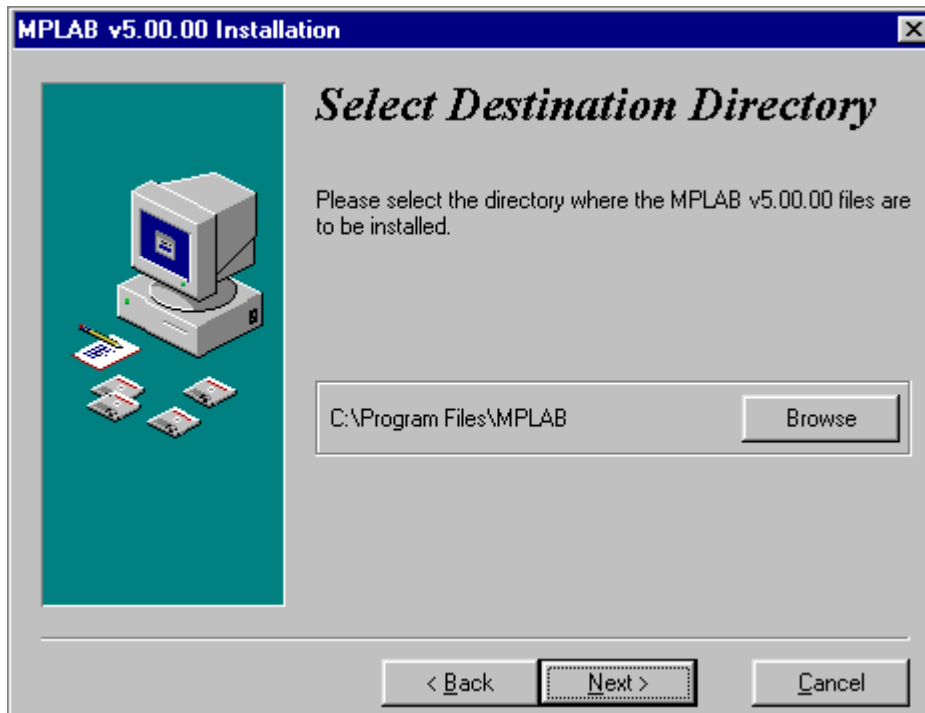 MPLAB v5.00.00 Installation
Select Destination Directory
Please select the directory where the MPLAB v5.00.00 files are
to be installed.
C:\Program Files\MPLAB
Browse
< Back
Next >
Cancel